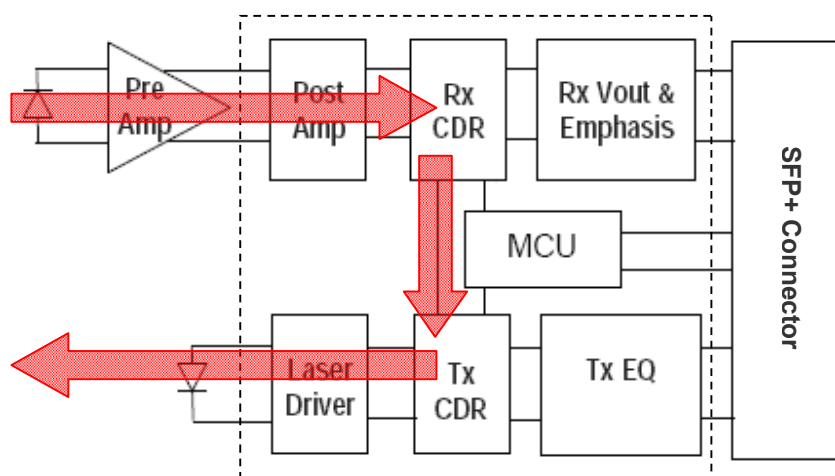 Pre
Amp
Post
Amp
Rx
CDR
Rx Vout &
Emphasis
SFP+ Connector
MCU
Laser
Driver
Tx
CDR
Tx EQ